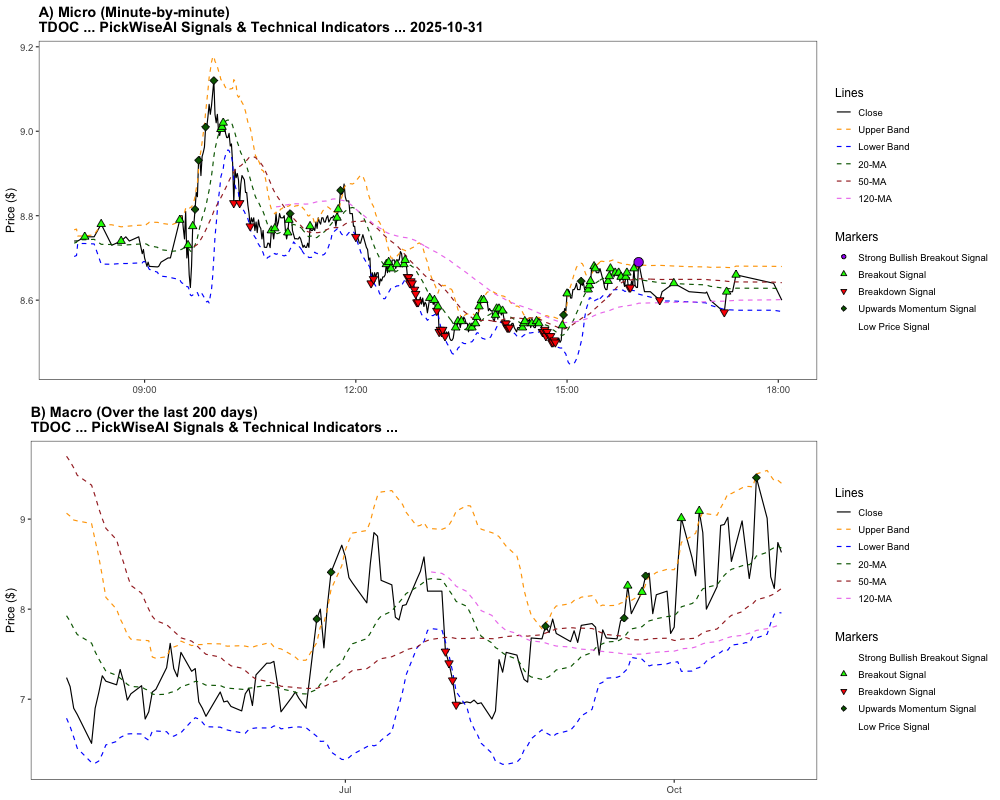 A) Micro (Minute-by-minute)
TDOC ... PickWiseAI Signals & Technical Indicators ... 2025-10-31
Price ($)
9.2
9.0
8.8
8.6
09:00
12:00
15:00
18:00
Lines
Close
Upper Band
Lower Band
20-MA
50-MA
120-MA
Markers
Strong Bullish Breakout Signal
Breakout Signal
Breakdown Signal
Upwards Momentum Signal
Low Price Signal
B) Macro (Over the last 200 days)
TDOC ... PickWiseAI Signals & Technical Indicators ...
Price ($)
9
8
7
Jul
Oct
Lines
Close
Upper Band
Lower Band
20-MA
50-MA
120-MA
Markers
Strong Bullish Breakout Signal
Breakout Signal
Breakdown Signal
Upwards Momentum Signal
Low Price Signal